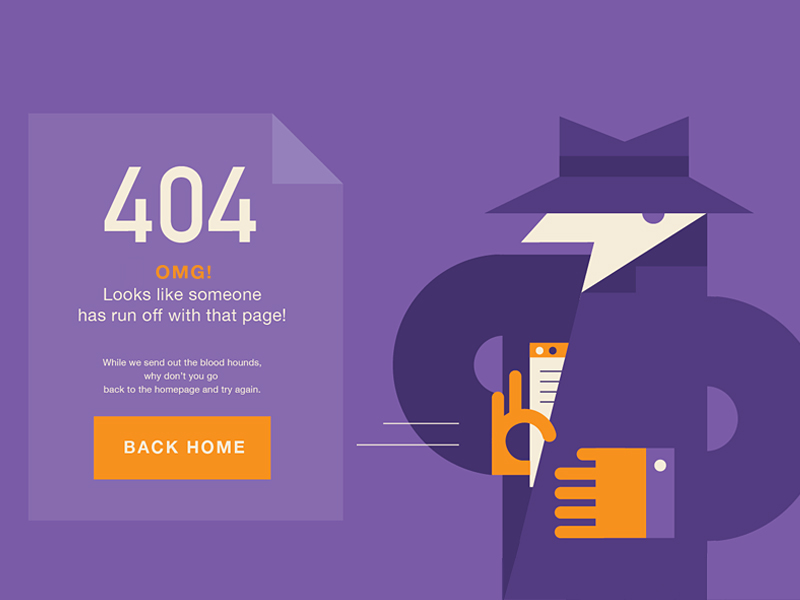 404
OMG!
Looks like someone
has run off with that page!
While we send out the blood hounds,
why don't you go
back to the homepage and try again.
BACK HOME